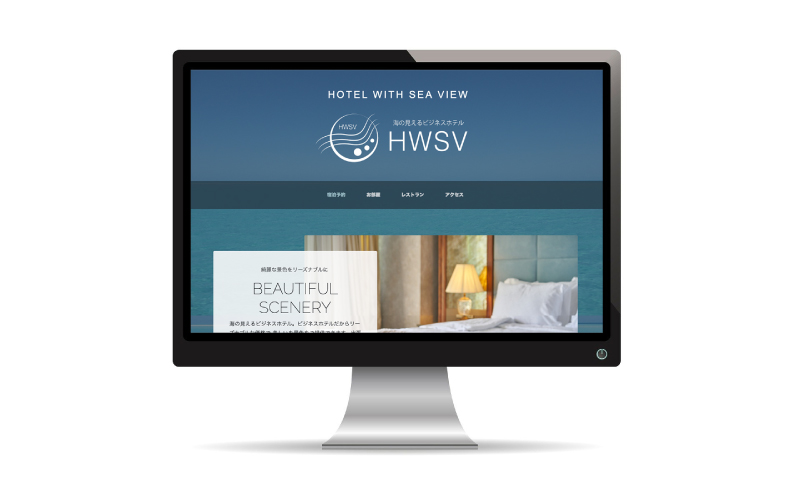 HOTEL WITH SEA VIEW
HWSV
海の見えるビジネスホテル
HWSV
宿泊予約 お部屋 レストラン アクセス
綺麗な景色をリーズナブルに
BEAUTIFUL
SCENERY
海の見えるビジネスホテル。ビジネスホテルだからリー